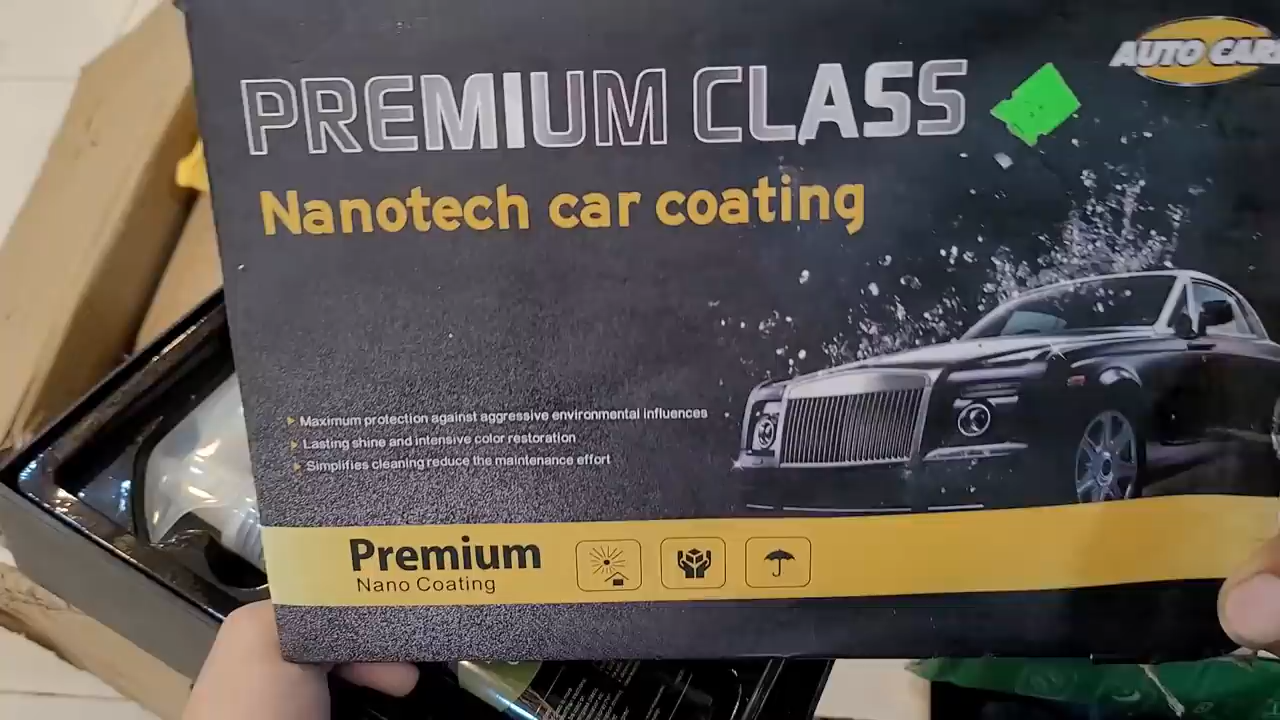 AUTO CARE
PREMIUM CLASS
Nanotech car coating
Maximum protection against aggressive environmental influences
Lasting shine and intensive color restoration
Simplifies cleaning reduce the maintenance effort
Premium
Nano Coating